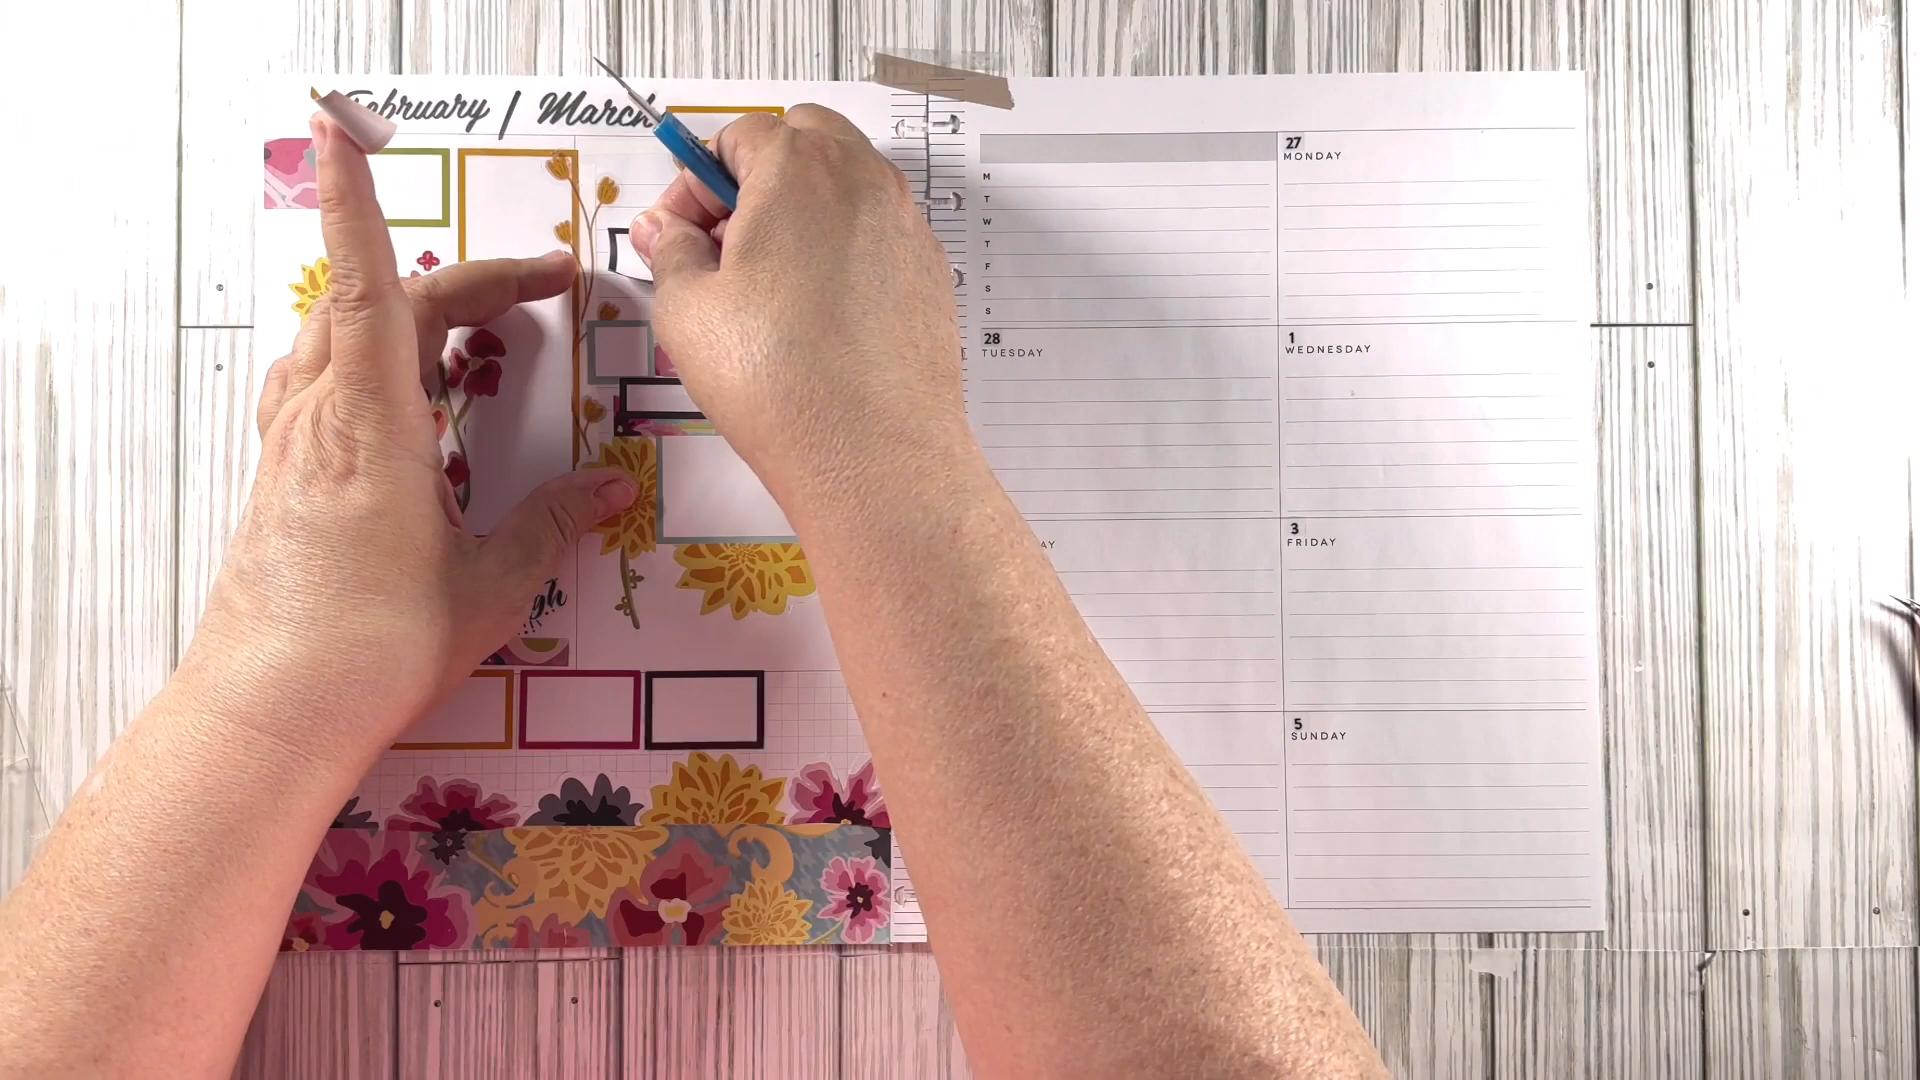 February / March
M
T
W
T
F
S
S
27
MONDAY
28
TUESDAY
1
WEDNESDAY
3
FRIDAY
5
SUNDAY